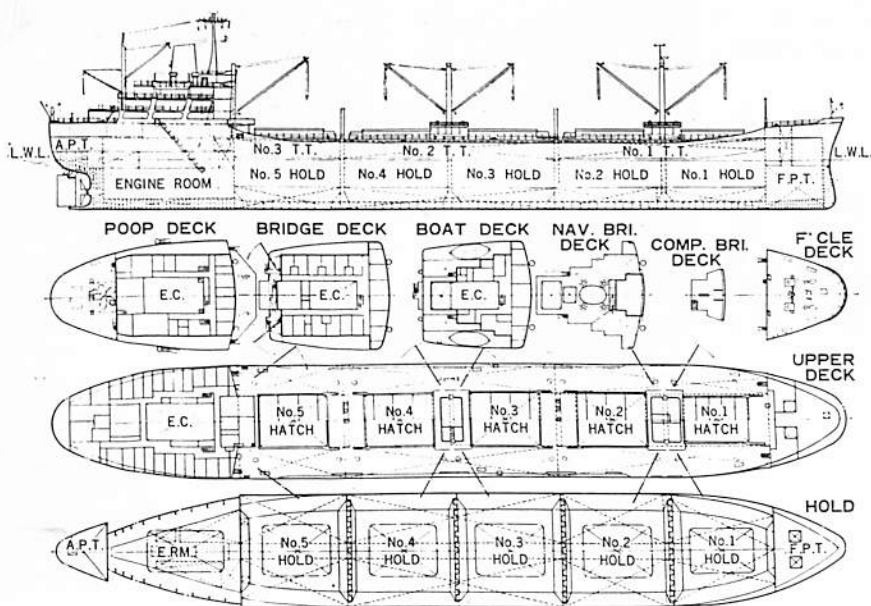 A.P.T.
No.3 T.T.
No.2 T.T.
No.1 T.T.
L.W.L.
L.W.L.
ENGINE ROOM
No.5 HOLD
No.4 HOLD
No.3 HOLD
No.2 HOLD
No.1 HOLD
F.P.T.
POOP DECK
BRIDGE DECK
BOAT DECK
NAV. BRI. DECK
COMP. BRI. DECK
F'CLE DECK
E.C.
E.C.
E.C.
UPPER DECK
E.C.
No.5 HATCH
No.4 HATCH
No.3 HATCH
No.2 HATCH
No.1 HATCH
HOLD
A.P.T.
E.RM.
No.5 HOLD
No.4 HOLD
No.3 HOLD
No.2 HOLD
No.1 HOLD
F.P.T.